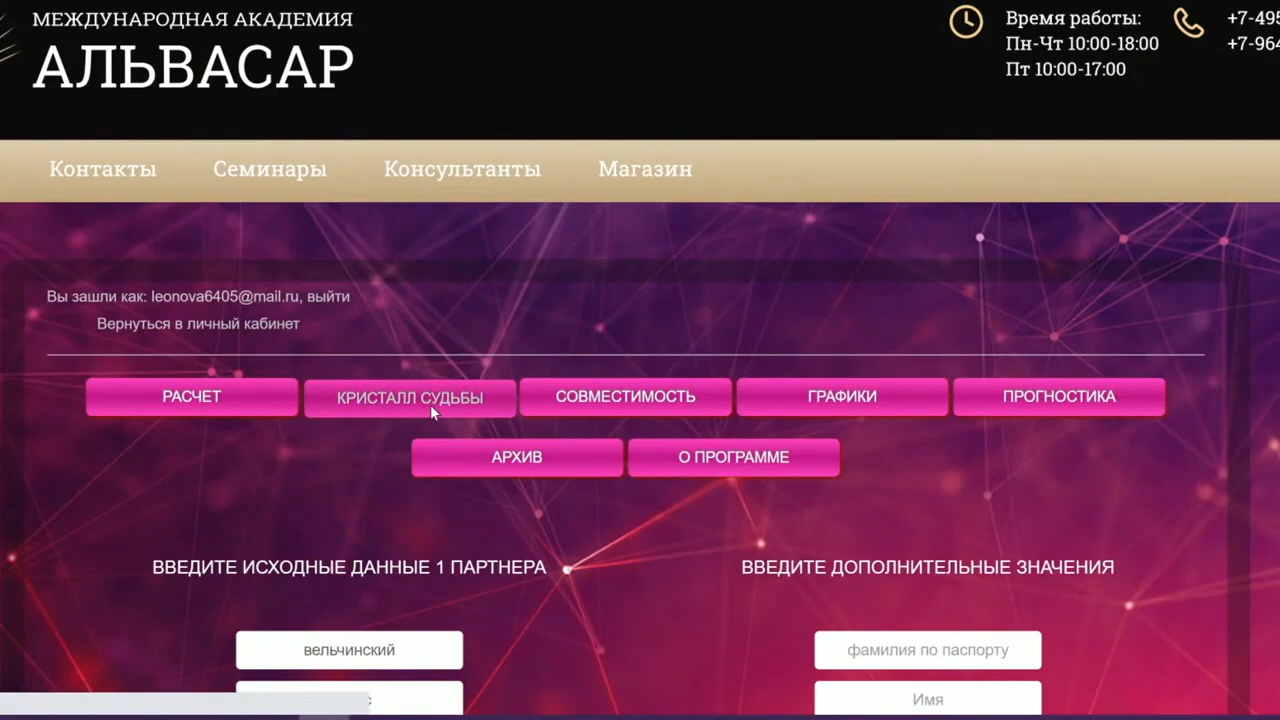 МЕЖДУНАРОДНАЯ АКАДЕМИЯ
АЛЬВАСАР
Время работы:
Пн-Чт 10:00-18:00
Пт 10:00-17:00
+7-495
+7-964
Контакты
Семинары
Консультанты
Магазин
Вы зашли как: leonova6405@mail.ru, выйти
Вернуться в личный кабинет
РАСЧЕТ
КРИСТАЛЛ СУДЬБЫ
СОВМЕСТИМОСТЬ
ГРАФИКИ
ПРОГНОСТИКА
АРХИВ
О ПРОГРАММЕ
ВВЕДИТЕ ИСХОДНЫЕ ДАННЫЕ 1 ПАРТНЕРА
ВВЕДИТЕ ДОПОЛНИТЕЛЬНЫЕ ЗНАЧЕНИЯ
вельчинский
фамилия по паспорту
Имя